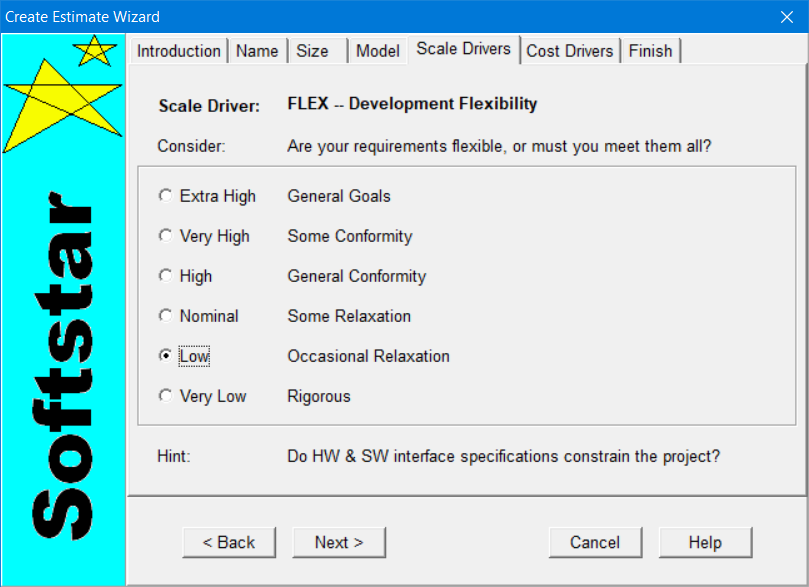 Create Estimate Wizard
Softstar
Introduction Name Size Model Scale Drivers Cost Drivers Finish
Scale Driver: FLEX -- Development Flexibility
Consider: Are your requirements flexible, or must you meet them all?
Extra High General Goals
Very High Some Conformity
High General Conformity
Nominal Some Relaxation
Low Occasional Relaxation
Very Low Rigorous
Hint: Do HW & SW interface specifications constrain the project?
< Back Next > Cancel Help